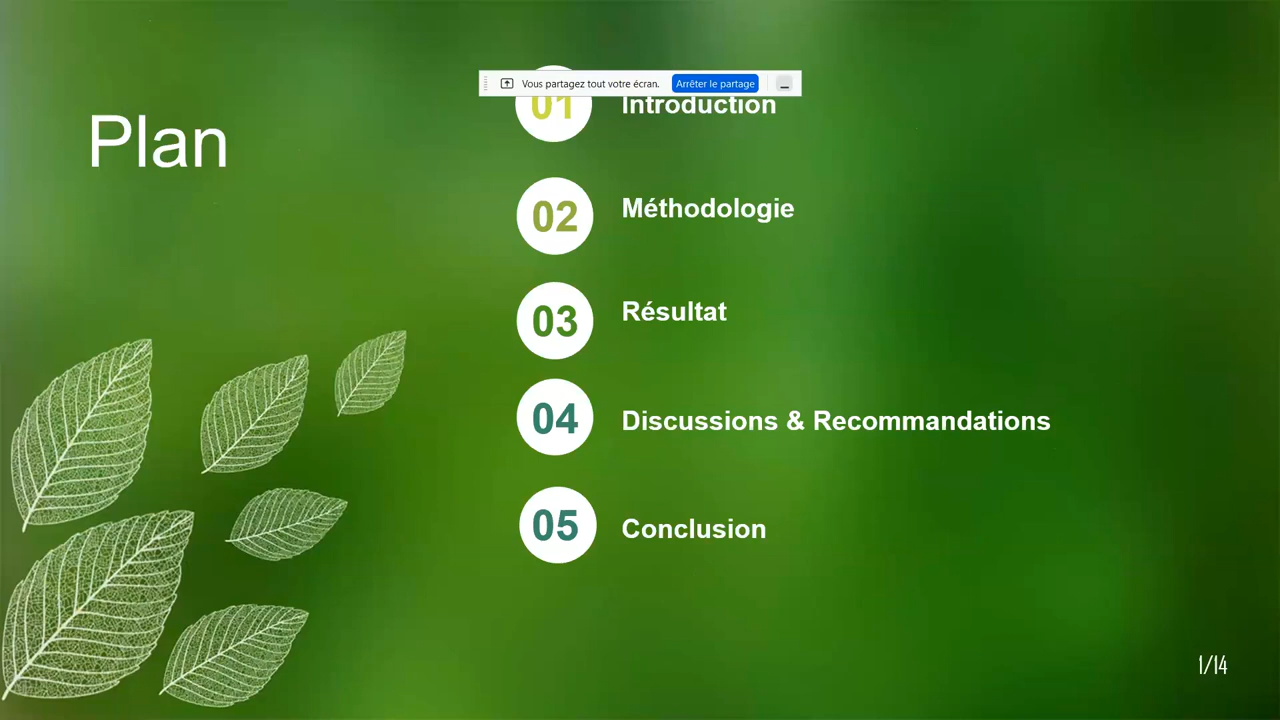 Vous partagez tout votre écran. Arrêter le partage
Plan
01 Introduction
02 Méthodologie
03 Résultat
04 Discussions & Recommandations
05 Conclusion
1/14